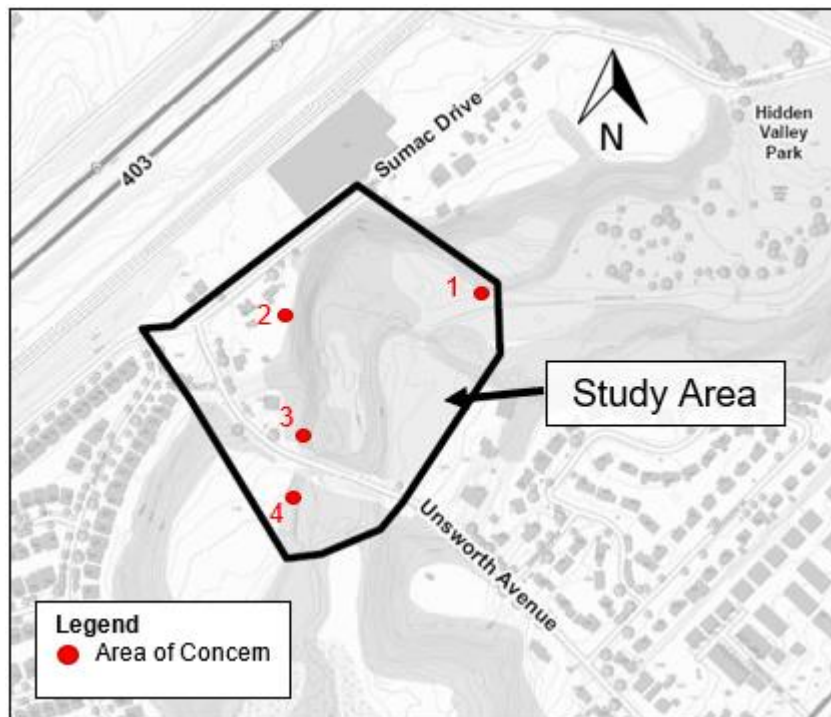 403
Sumac Drive
N
Hidden
Valley
Park
1
2
3
4
Study Area
Unsworth Avenue
Legend
Area of Concern